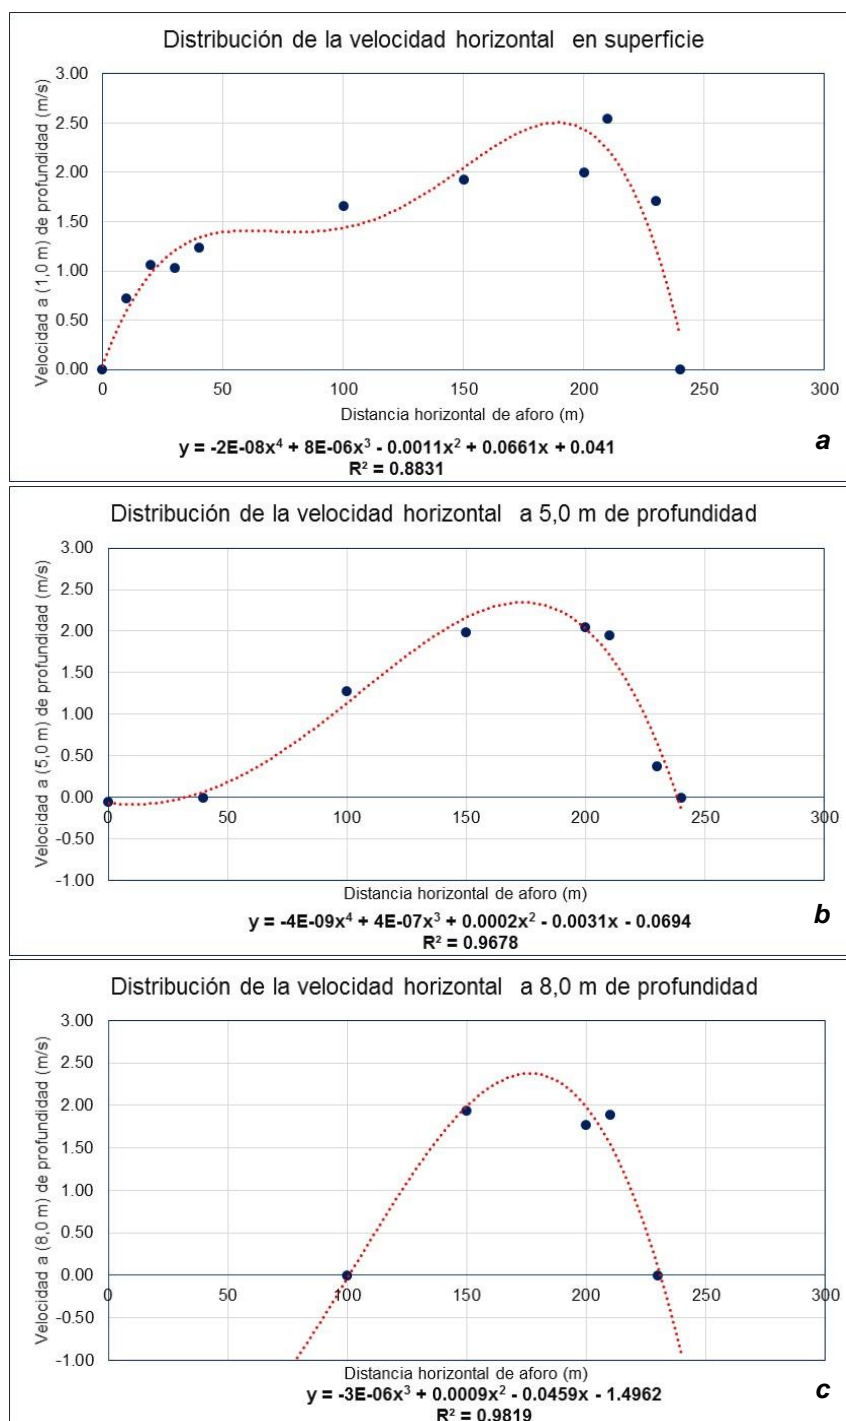 Distribución de la velocidad horizontal en superficie
Velocidad a (1,0 m) de profundidad (m/s)
3.00
2.50
2.00
1.50
1.00
0.50
0.00
0 50 100 150 200 250 300
Distancia horizontal de aforo (m)
y = -2E-08x⁴ + 8E-06x³ - 0.0011x² + 0.0661x + 0.041
R² = 0.8831
a
Distribución de la velocidad horizontal a 5,0 m de profundidad
Velocidad a (5,0 m) de profundidad (m/s)
3.00
2.50
2.00
1.50
1.00
0.50
0.00
-0.50
-1.00
0 50 100 150 200 250 300
Distancia horizontal de aforo (m)
y = -4E-09x⁴ + 4E-07x³ + 0.0002x² - 0.0031x - 0.0694
R² = 0.9678
b
Distribución de la velocidad horizontal a 8,0 m de profundidad
Velocidad a (8,0 m) de profundidad (m/s)
3.00
2.50
2.00
1.50
1.00
0.50
0.00
-0.50
-1.00
0 50 100 150 200 250 300
Distancia horizontal de aforo (m)
y = -3E-06x³ + 0.0009x² - 0.0459x - 1.4962
R² = 0.9819
c